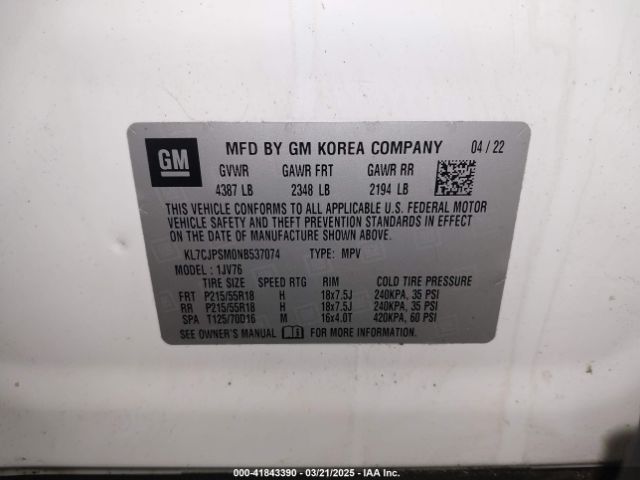 GM
MFD BY GM KOREA COMPANY 04 / 22
GVWR GAWR FRT GAWR RR
4387 LB 2348 LB 2194 LB
THIS VEHICLE CONFORMS TO ALL APPLICABLE U.S. FEDERAL MOTOR
VEHICLE SAFETY AND THEFT PREVENTION STANDARDS
IN EFFECT ON THE DATE OF MANUFACTURE SHOWN ABOVE.
KL7CJPSM0NB537074 TYPE: MPV
MODEL : 1JV76
TIRE SIZE SPEED RTG RIM COLD TIRE PRESSURE
FRT P215/55R18 H 18x7.5J 240KPA, 35 PSI
RR P215/55R18 H 18x7.5J 240KPA, 35 PSI
SPA T125/70D16 M 16x4.0T 420KPA, 60 PSI
SEE OWNER'S MANUAL FOR MORE INFORMATION.
000-41843390 - 03/21/2025 - IAA Inc.